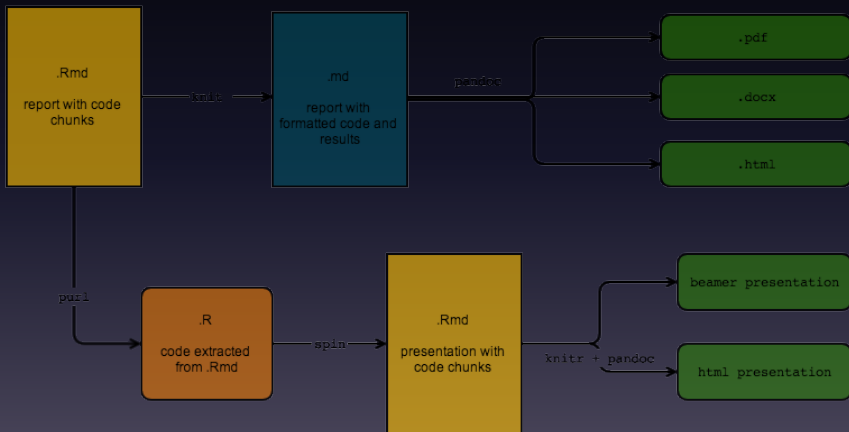 .Rmd
report with code
chunks
knit
.md
report with
formatted code and
results
pandoc
.pdf
.docx
.html
purl
.R
code extracted
from .Rmd
spin
.Rmd
presentation with
code chunks
knitr + pandoc
beamer presentation
html presentation